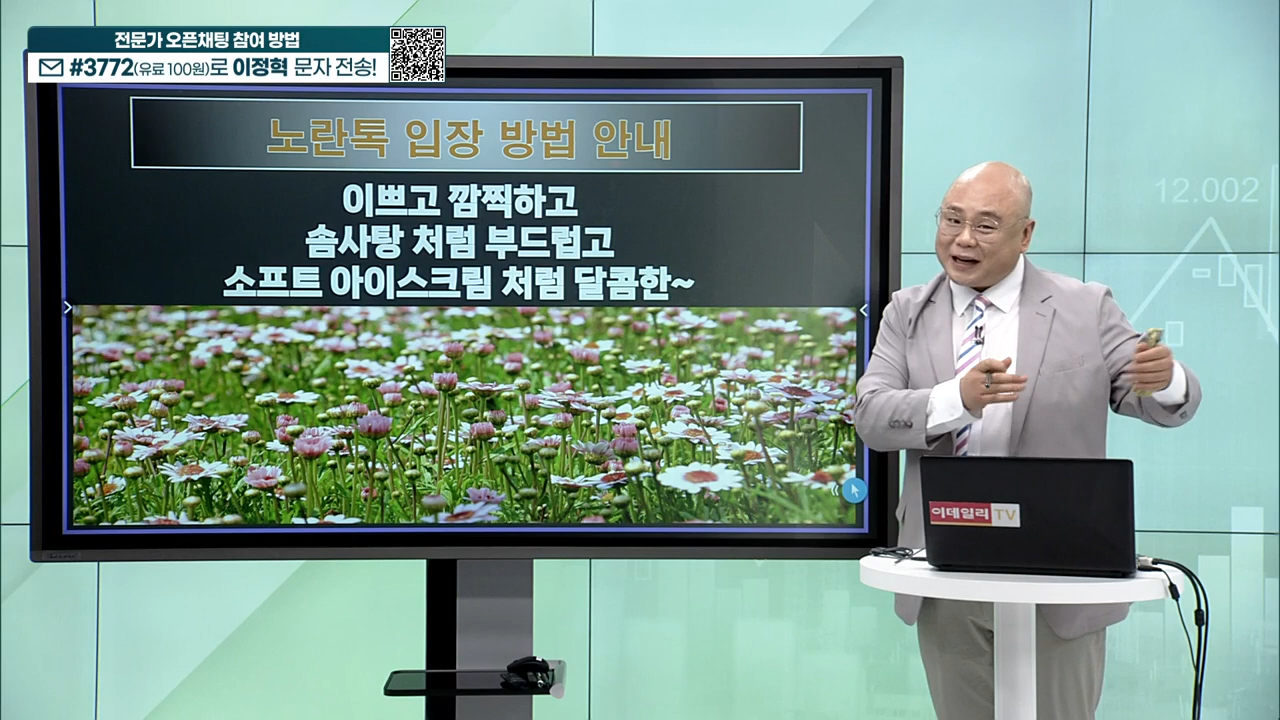 전문가 오픈채팅 참여 방법
#3772(유료 100원)로 이정혁 문자 전송!
노란톡 입장 방법 안내
이쁘고 깜찍하고
솜사탕 처럼 부드럽고
소프트 아이스크림 처럼 달콤한~
12.002
이데일리TV